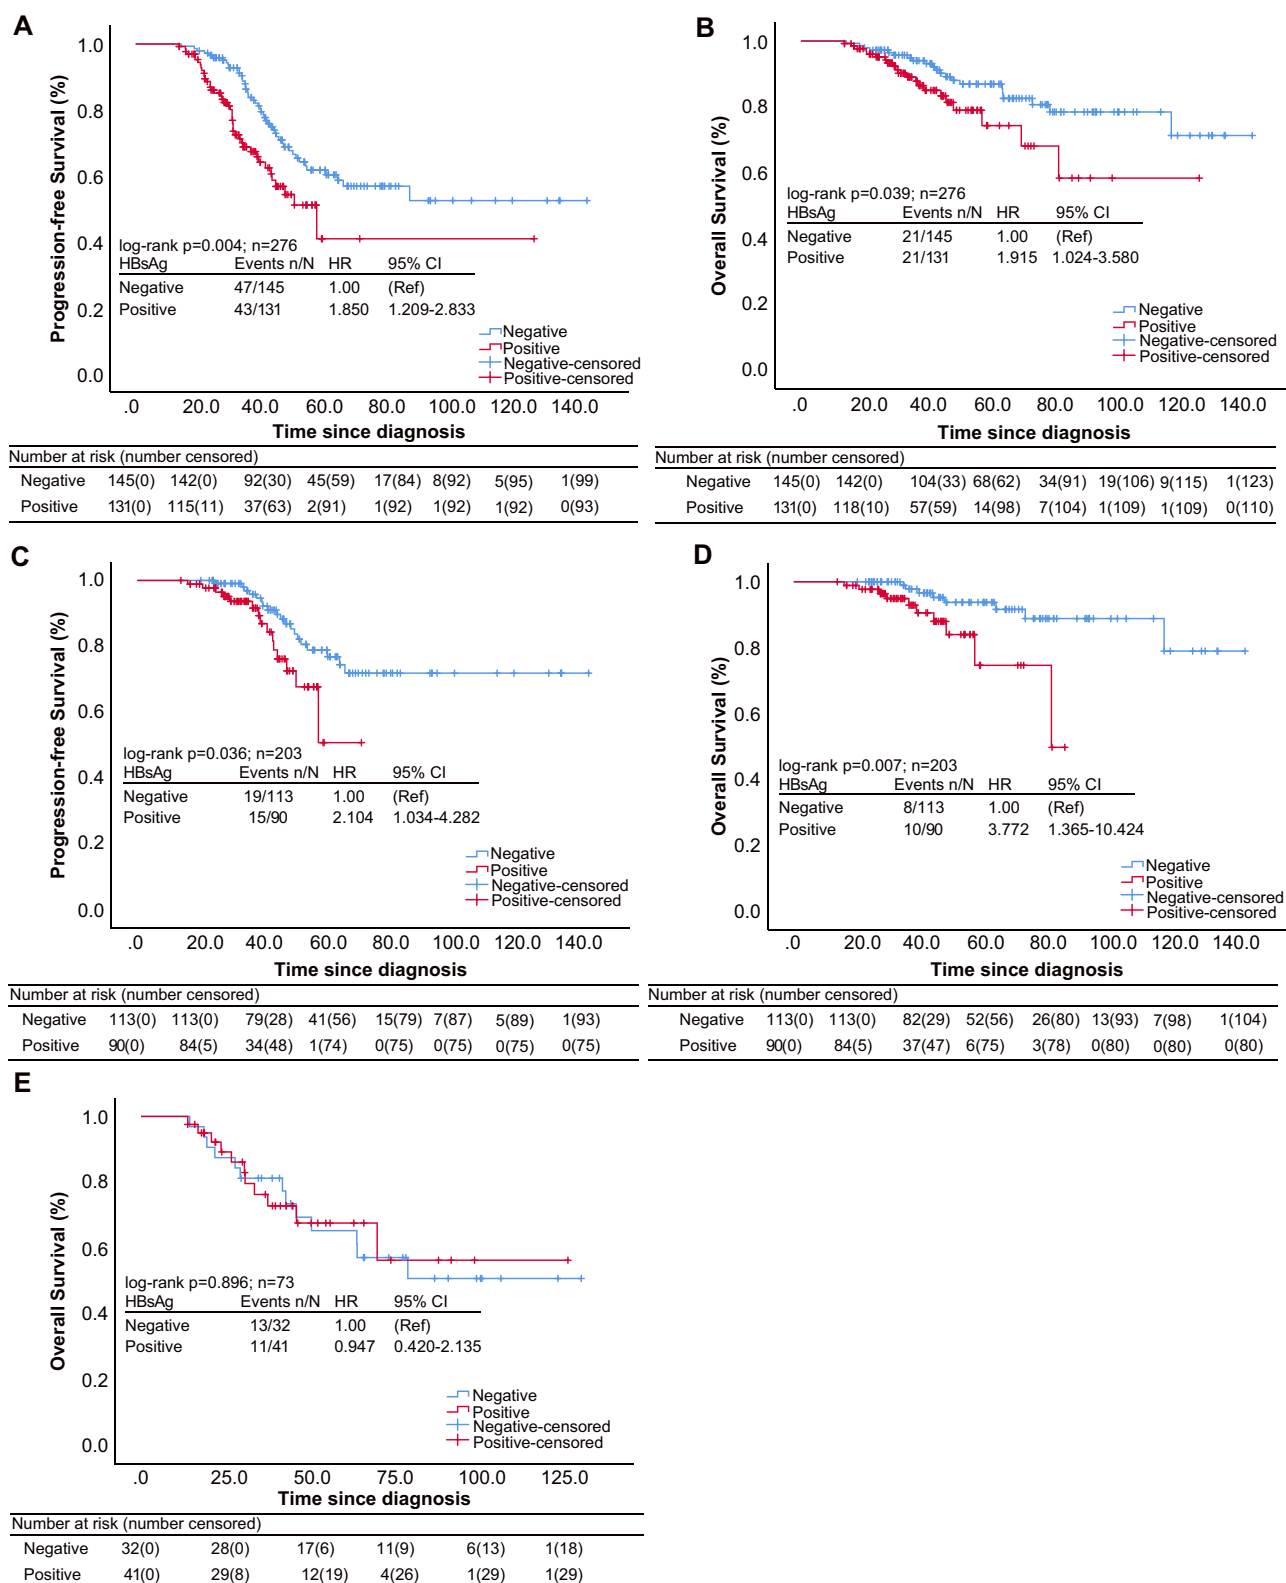 A
Progression-free Survival (%)
1.0
0.8
0.6
0.4
0.2
0.0
log-rank p=0.004; n=276
HBsAg Events n/N HR 95% CI
Negative 47/145 1.00 (Ref)
Positive 43/131 1.850 1.209-2.833
Negative
Positive
Negative-censored
Positive-censored
.0 20.0 40.0 60.0 80.0 100.0 120.0 140.0
Time since diagnosis
Number at risk (number censored)
Negative 145(0) 142(0) 92(30) 45(59) 17(84) 8(92) 5(95) 1(99)
Positive 131(0) 115(11) 37(63) 2(91) 1(92) 1(92) 1(92) 0(93)
B
Overall Survival (%)
1.0
0.8
0.6
0.4
0.2
0.0
log-rank p=0.039; n=276
HBsAg Events n/N HR 95% CI
Negative 21/145 1.00 (Ref)
Positive 21/131 1.915 1.024-3.580
Negative
Positive
Negative-censored
Positive-censored
.0 20.0 40.0 60.0 80.0 100.0 120.0 140.0
Time since diagnosis
Number at risk (number censored)
Negative 145(0) 142(0) 104(33) 68(62) 34(91) 19(106) 9(115) 1(123)
Positive 131(0) 118(10) 57(59) 14(98) 7(104) 1(109) 1(109) 0(110)
C
Progression-free Survival (%)
1.0
0.8
0.6
0.4
0.2
0.0
log-rank p=0.036; n=203
HBsAg Events n/N HR 95% CI
Negative 19/113 1.00 (Ref)
Positive 15/90 2.104 1.034-4.282
Negative
Positive
Negative-censored
Positive-censored
.0 20.0 40.0 60.0 80.0 100.0 120.0 140.0
Time since diagnosis
Number at risk (number censored)
Negative 113(0) 113(0) 79(28) 41(56) 15(79) 7(87) 5(89) 1(93)
Positive 90(0) 84(5) 34(48) 1(74) 0(75) 0(75) 0(75) 0(75)
D
Overall Survival (%)
1.0
0.8
0.6
0.4
0.2
0.0
log-rank p=0.007; n=203
HBsAg Events n/N HR 95% CI
Negative 8/113 1.00 (Ref)
Positive 10/90 3.772 1.365-10.424
Negative
Positive
Negative-censored
Positive-censored
.0 20.0 40.0 60.0 80.0 100.0 120.0 140.0
Time since diagnosis
Number at risk (number censored)
Negative 113(0) 113(0) 82(29) 52(56) 26(80) 13(93) 7(98) 1(104)
Positive 90(0) 84(5) 37(47) 6(75) 3(78) 0(80) 0(80) 0(80)
E
Overall Survival (%)
1.0
0.8
0.6
0.4
0.2
0.0
log-rank p=0.896; n=73
HBsAg Events n/N HR 95% CI
Negative 13/32 1.00 (Ref)
Positive 11/41 0.947 0.420-2.135
Negative
Positive
Negative-censored
Positive-censored
.0 25.0 50.0 75.0 100.0 125.0
Time since diagnosis
Number at risk (number censored)
Negative 32(0) 28(0) 17(6) 11(9) 6(13) 1(18)
Positive 41(0) 29(8) 12(19) 4(26) 1(29) 1(29)